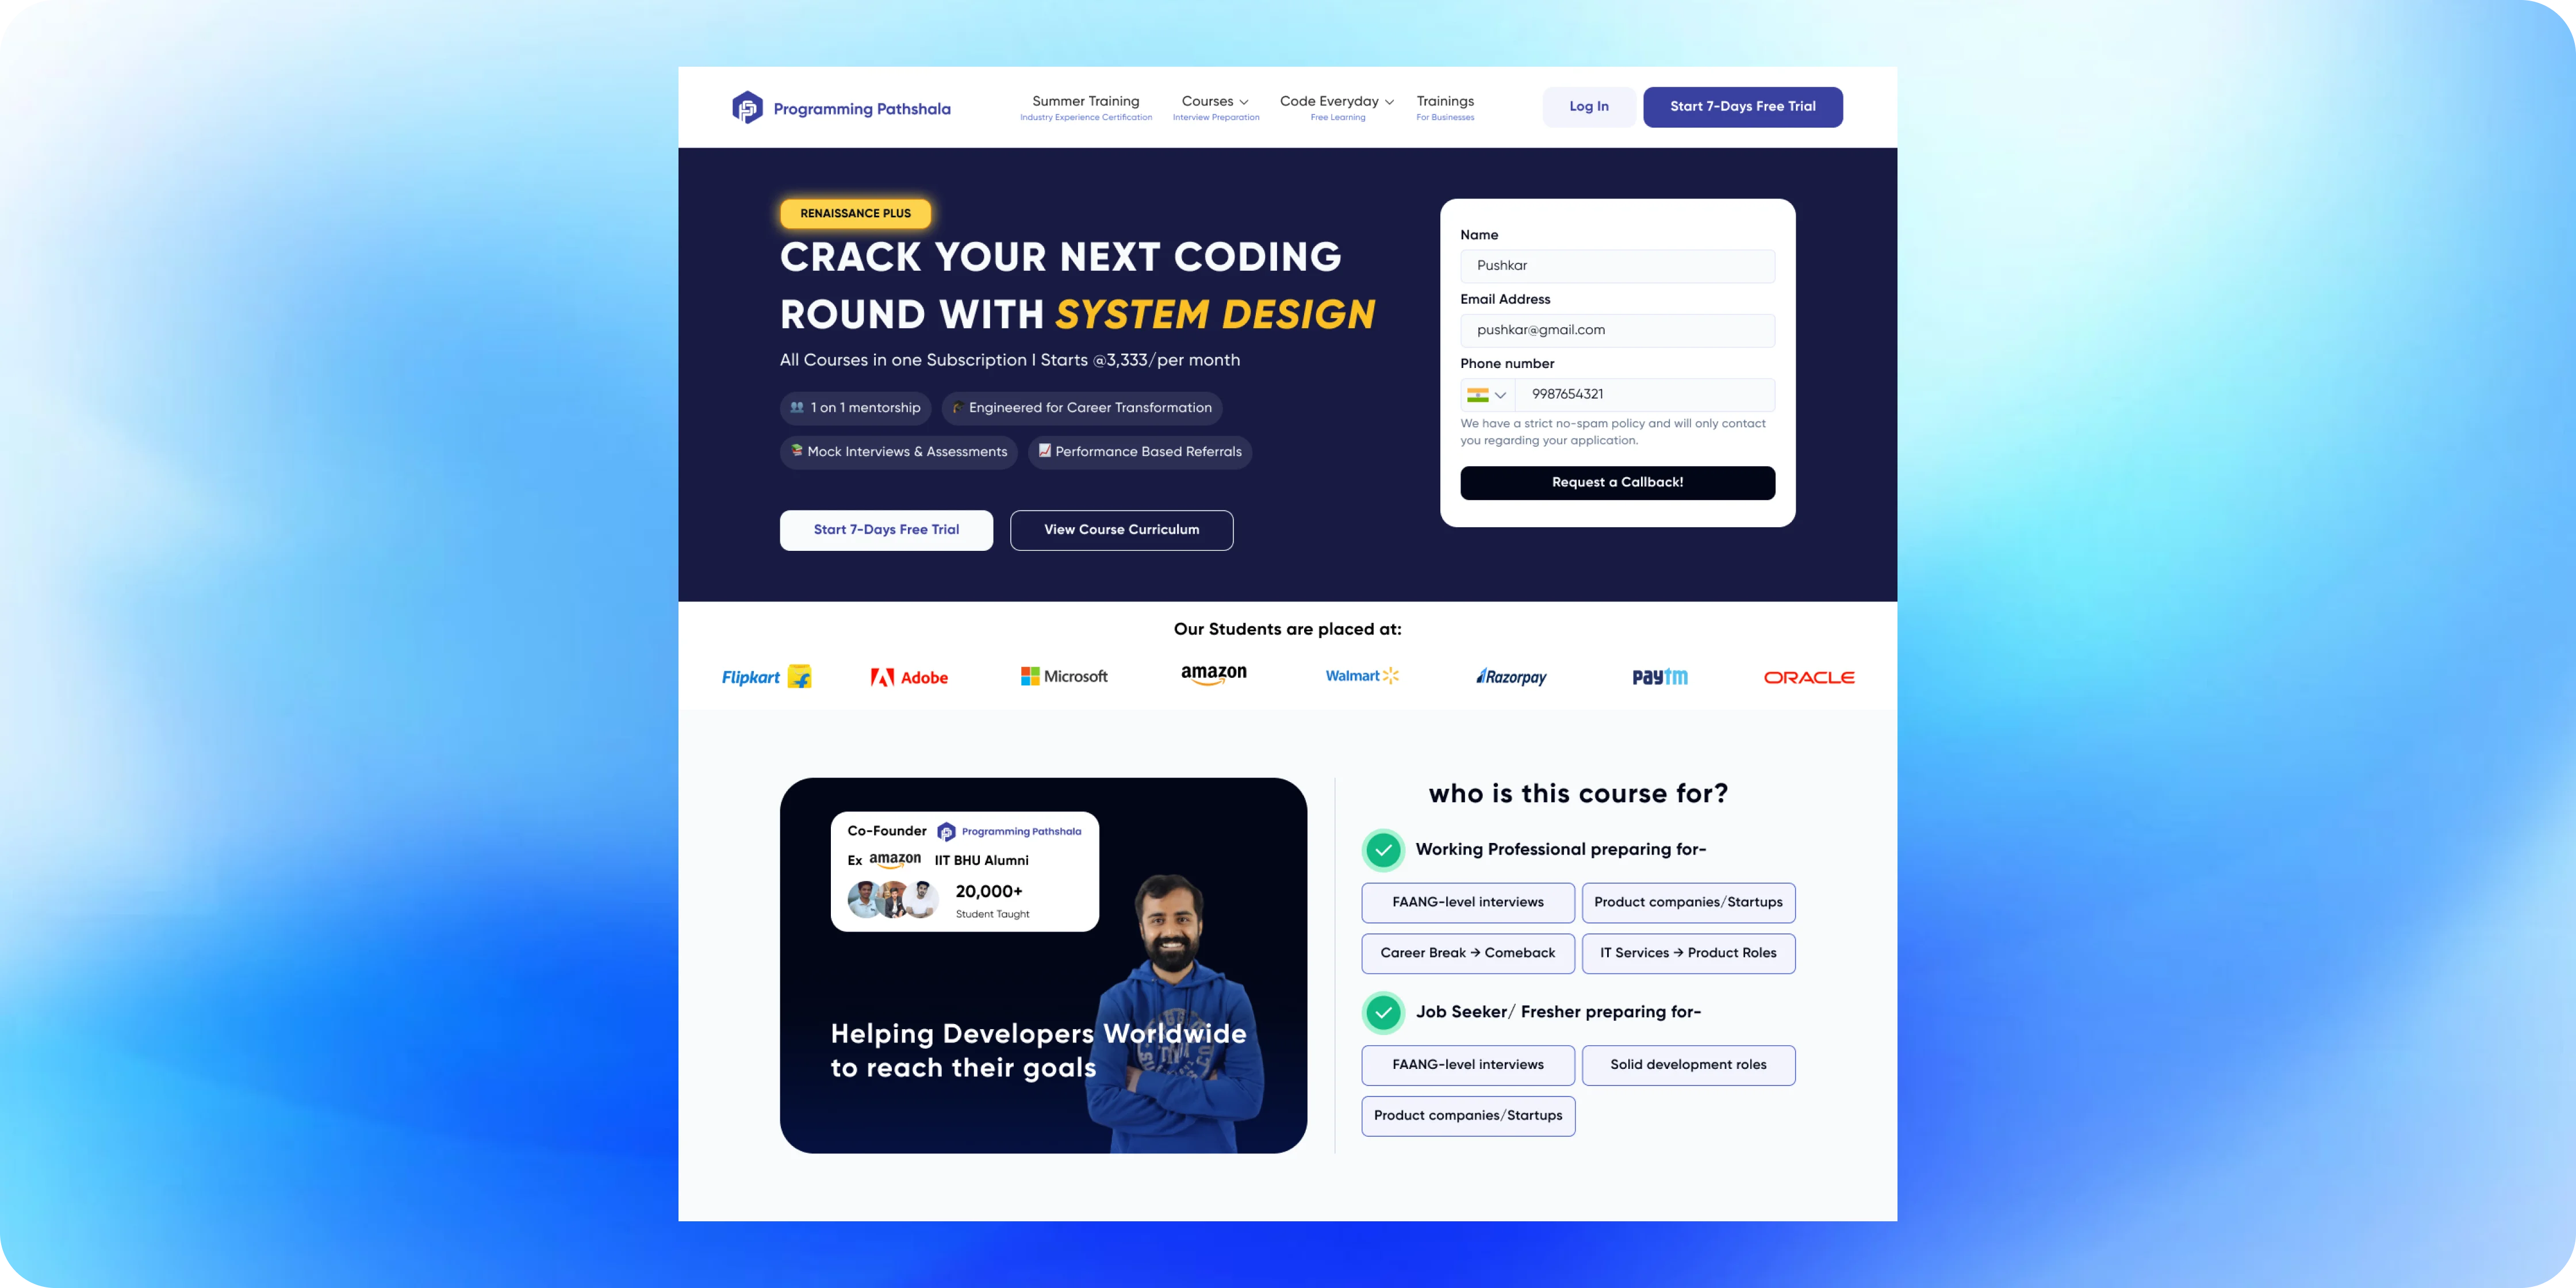 Programming Pathshala
Summer Training
Industry Experience Certification
Courses
Interview Preparation
Code Everyday
Free Learning
Trainings
For Businesses
Log In
Start 7-Days Free Trial
RENAISSANCE PLUS
CRACK YOUR NEXT CODING
ROUND WITH SYSTEM DESIGN
All Courses in one Subscription I Starts @3,333/per month
1 on 1 mentorship
Engineered for Career Transformation
Mock Interviews & Assessments
Performance Based Referrals
Start 7-Days Free Trial
View Course Curriculum
Name
Pushkar
Email Address
pushkar@gmail.com
Phone number
9987654321
We have a strict no-spam policy and will only contact
you regarding your application.
Request a Callback!
Our Students are placed at:
Flipkart
Adobe
Microsoft
amazon
Walmart
Razorpay
paytm
ORACLE
Co-Founder Programming Pathshala
Ex amazon IIT BHU Alumni
20,000+
Student Taught
Helping Developers Worldwide
to reach their goals
who is this course for?
Working Professional preparing for-
FAANG-level interviews
Product companies/Startups
Career Break → Comeback
IT Services → Product Roles
Job Seeker/ Fresher preparing for-
FAANG-level interviews
Solid development roles
Product companies/Startups